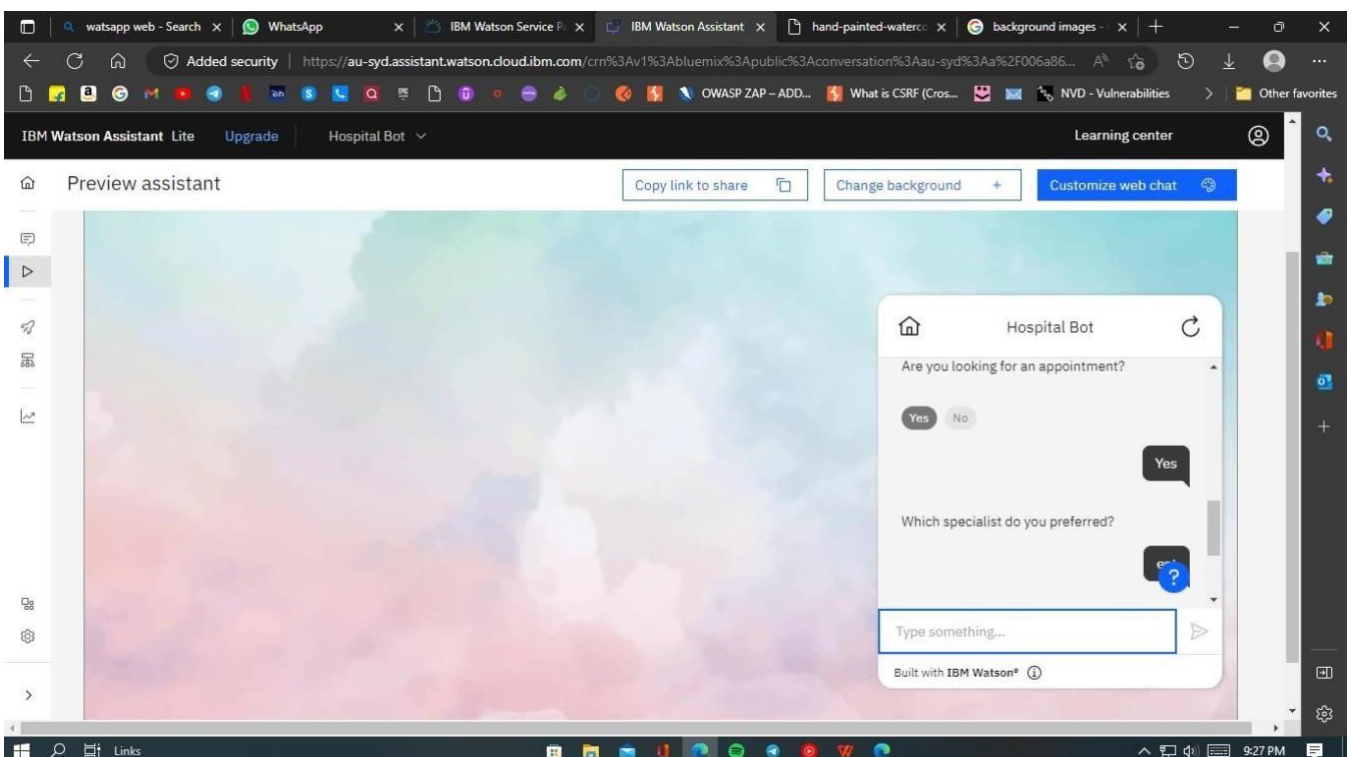 watsapp web - Search
WhatsApp
IBM Watson Service P
IBM Watson Assistant
hand-painted-waterco
background images -
Added security
https://au-syd.assistant.watson.cloud.ibm.com/crn%3Av1%3Abluemix%3Apublic%3Aconversation%3Aau-syd%3Aa%2F006a86...
OWASP ZAP – ADD...
What is CSRF (Cros...
NVD - Vulnerabilities
Other favorites
IBM Watson Assistant Lite
Upgrade
Hospital Bot
Learning center
Preview assistant
Copy link to share
Change background +
Customize web chat
Hospital Bot
Are you looking for an appointment?
Yes No
Yes
Which specialist do you preferred?
?
Type something...
Built with IBM Watson®
Links
9:27 PM